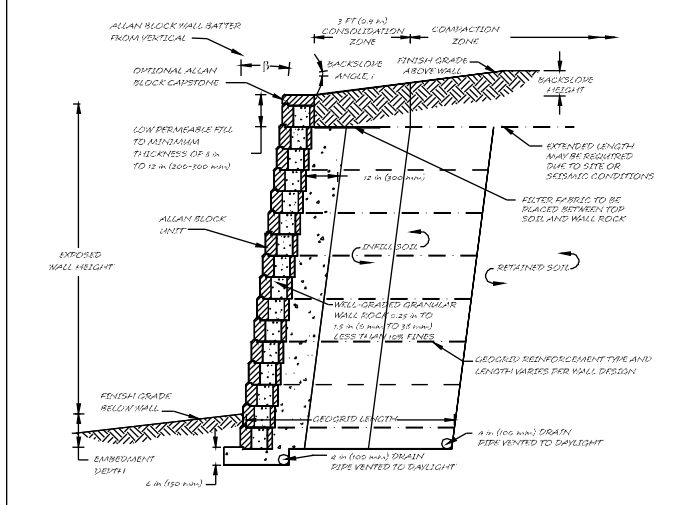 3 FT (0.9 m)
CONSOLIDATION
ZONE
COMPACTION
ZONE
ALLAN BLOCK WALL BATTER
FROM VERTICAL
β
BACKSLOPE
ANGLE, i
FINISH GRADE
ABOVE WALL
OPTIONAL ALLAN
BLOCK CAPSTONE
BACKSLOPE
HEIGHT
LOW PERMEABLE FILL
TO MINIMUM
THICKNESS OF 8 in
TO 12 in (200-300 mm)
EXTENDED LENGTH
MAY BE REQUIRED
DUE TO SITE OR
SEISMIC CONDITIONS
12 in (300 mm)
FILTER FABRIC TO BE
PLACED BETWEEN TOP
SOIL AND WALL ROCK
ALLAN BLOCK
UNIT
EXPOSED
WALL HEIGHT
INFILL SOIL
RETAINED SOIL
WELL-GRADED GRANULAR
WALL ROCK 0.25 in TO
1.5 in (6 mm TO 38 mm)
LESS THAN 10% FINES
GEOGRID REINFORCEMENT TYPE AND
LENGTH VARIES PER WALL DESIGN
FINISH GRADE
BELOW WALL
GEOGRID LENGTH
4 in (100 mm) DRAIN
PIPE VENTED TO DAYLIGHT
EMBEDMENT
DEPTH
4 in (100 mm) DRAIN
PIPE VENTED TO DAYLIGHT
6 in (150 mm)